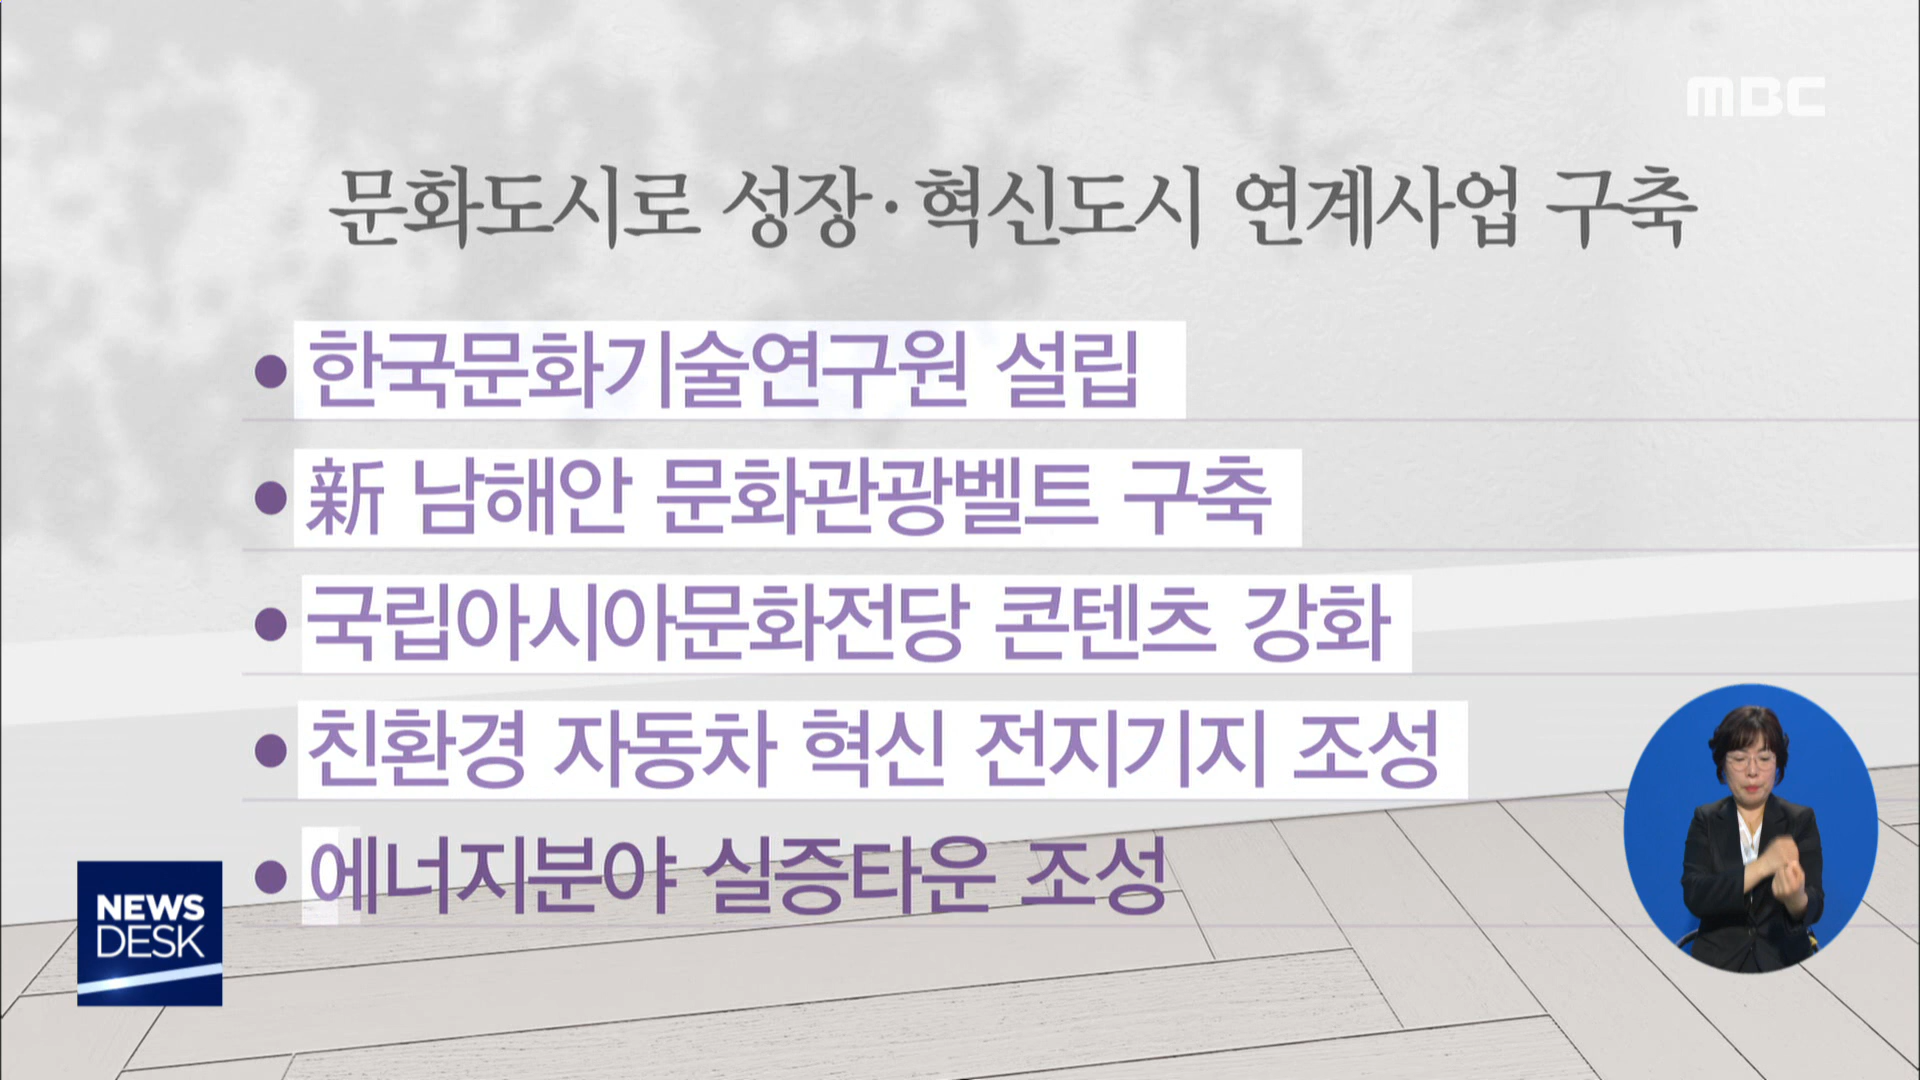 MBC
문화도시로 성장·혁신도시 연계사업 구축
• 한국문화기술연구원 설립
• 新 남해안 문화관광벨트 구축
• 국립아시아문화전당 콘텐츠 강화
• 친환경 자동차 혁신 전지기지 조성
• 에너지분야 실증타운 조성
NEWS
DESK